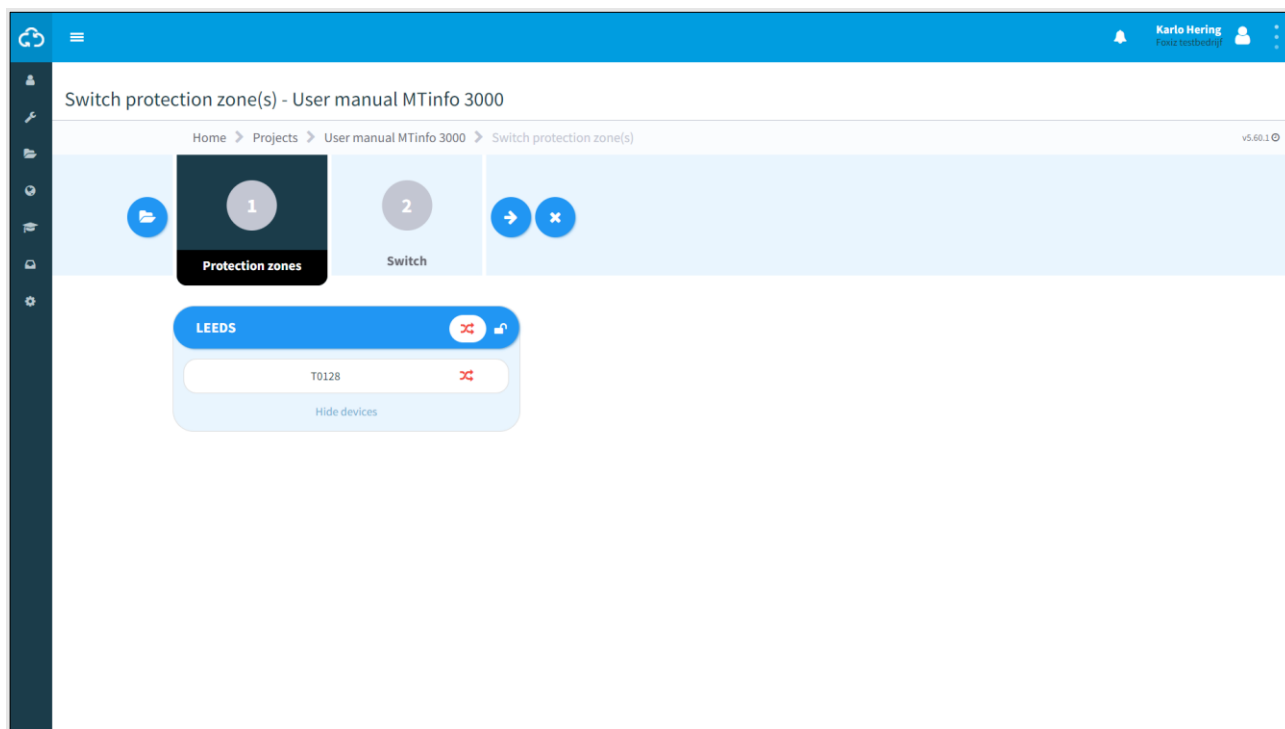 Karlo Hering
Foxiz testbedrijf
Switch protection zone(s) - User manual MTinfo 3000
Home Projects User manual MTinfo 3000 Switch protection zone(s)
v5.60.1
1
2
Protection zones
Switch
LEEDS
T0128
Hide devices